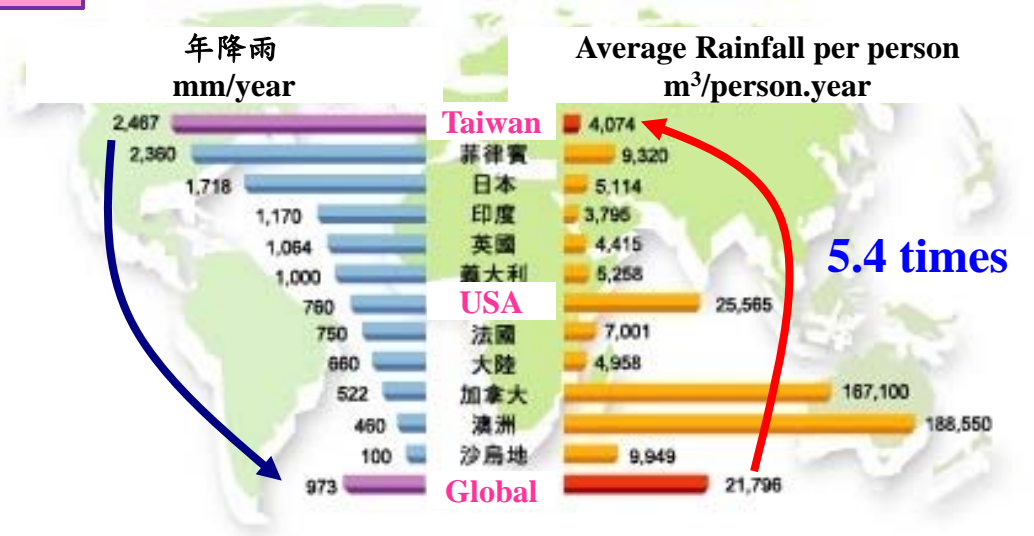 年降雨
mm/year
Average Rainfall per person
m³/person.year
2,467 Taiwan 4,074
2,360 菲律賓 9,320
1,718 日本 5,114
1,170 印度 3,795
1,064 英國 4,415
1,000 義大利 5,258
760 USA 25,565
750 法國 7,001
660 大陸 4,958
522 加拿大 167,100
460 澳洲 188,550
100 沙烏地 9,949
973 Global 21,796
5.4 times